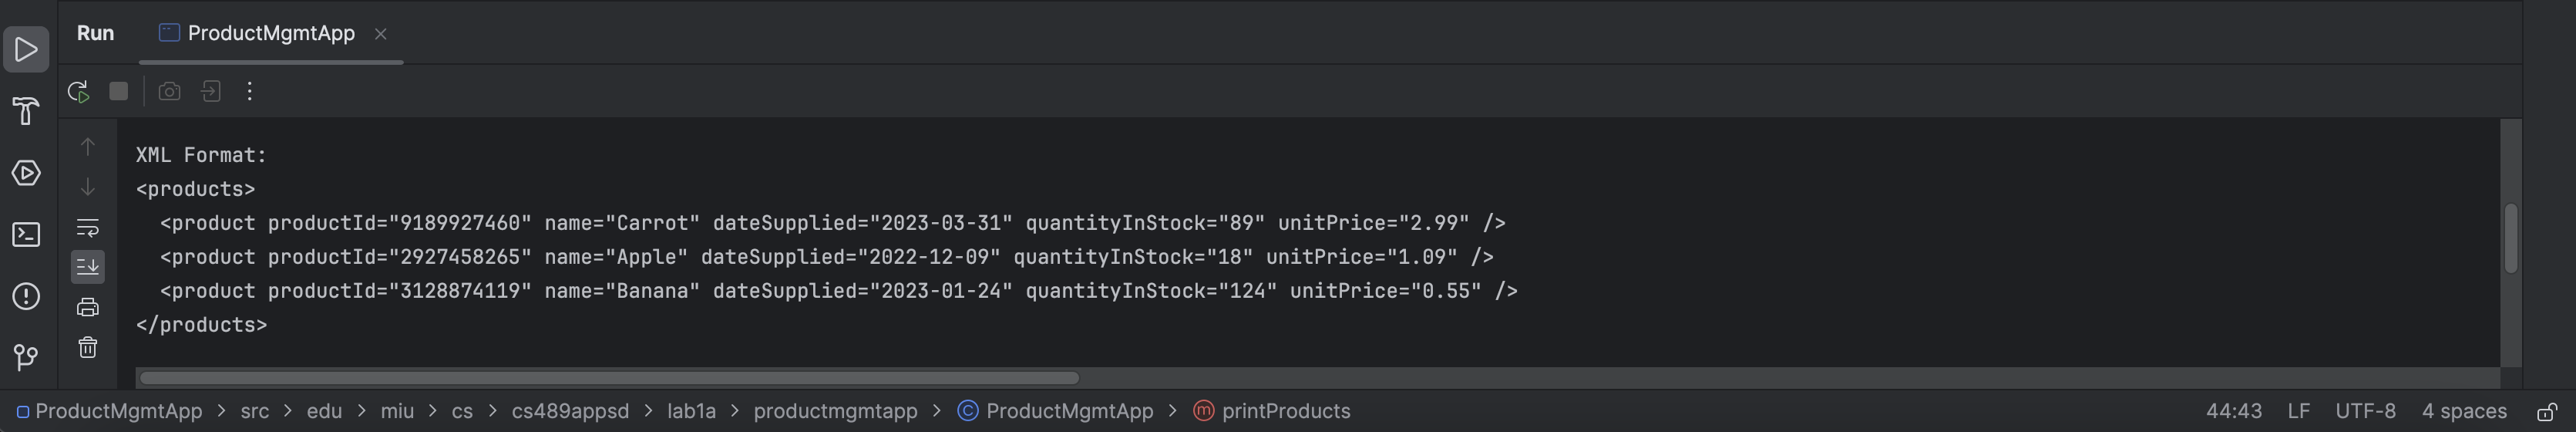 Run ProductMgmtApp
XML Format:
<products>
  <product productId="9189927460" name="Carrot" dateSupplied="2023-03-31" quantityInStock="89" unitPrice="2.99" />
  <product productId="2927458265" name="Apple" dateSupplied="2022-12-09" quantityInStock="18" unitPrice="1.09" />
  <product productId="3128874119" name="Banana" dateSupplied="2023-01-24" quantityInStock="124" unitPrice="0.55" />
</products>
ProductMgmtApp > src > edu > miu > cs > cs489appsd > lab1a > productmgmtapp > ProductMgmtApp > printProducts 44:43 LF UTF-8 4 spaces